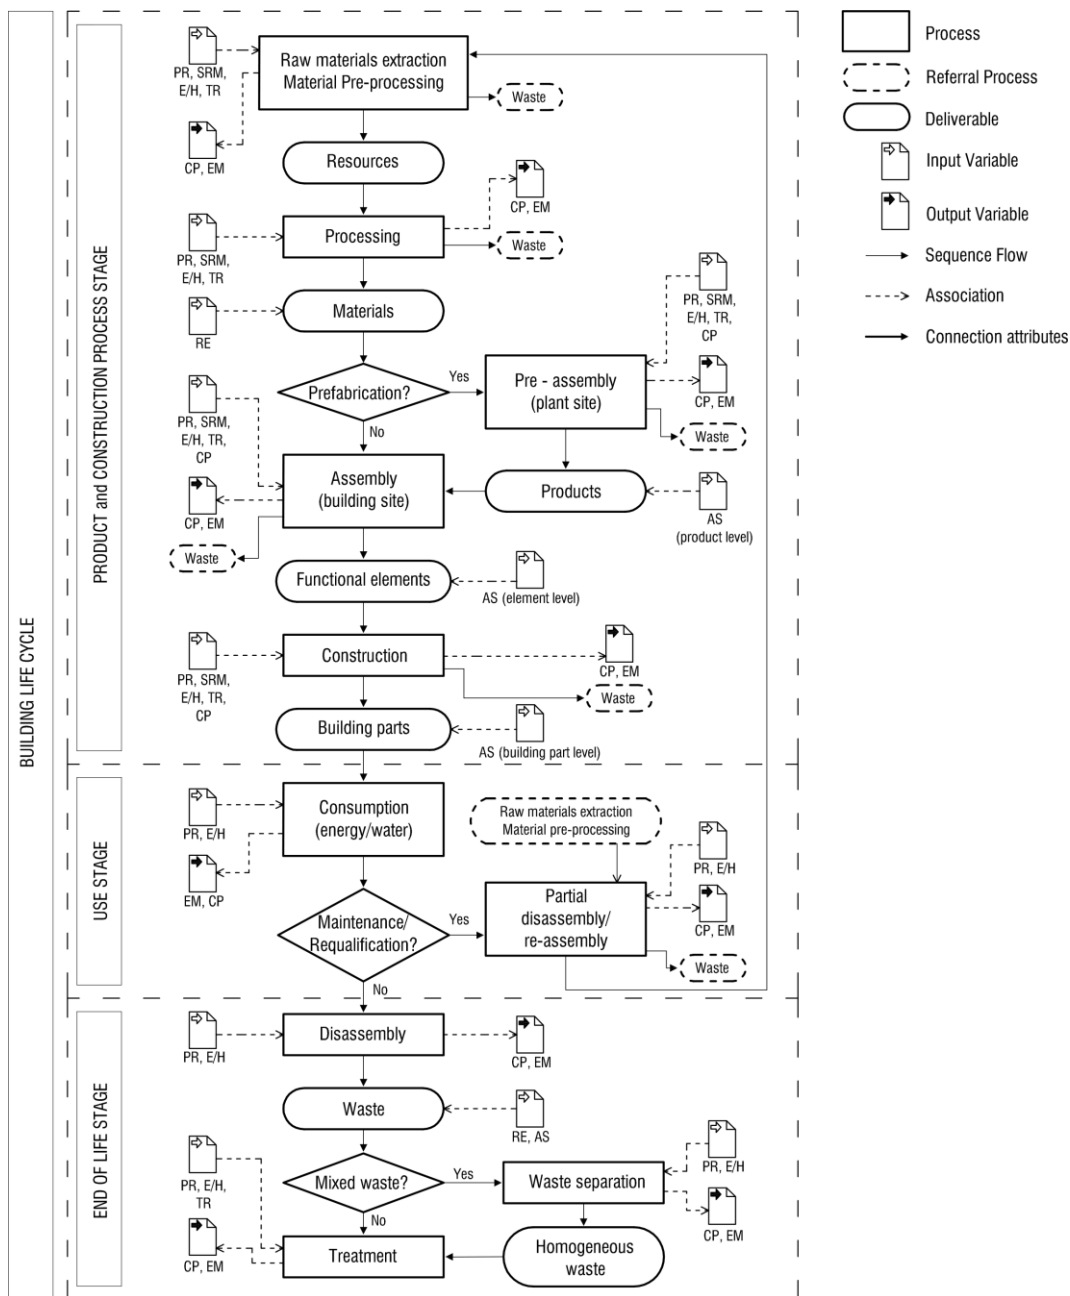 BUILDING LIFE CYCLE
PRODUCT and CONSTRUCTION PROCESS STAGE
PR, SRM,
E/H, TR
Raw materials extraction
Material Pre-processing
Waste
CP, EM
Resources
CP, EM
PR, SRM,
E/H, TR
Processing
Waste
RE
Materials
PR, SRM,
E/H, TR,
CP
Prefabrication?
Yes
No
Pre - assembly
(plant site)
CP, EM
Waste
PR, SRM,
E/H, TR,
CP
CP, EM
Waste
Assembly
(building site)
Products
AS
(product level)
Functional elements
AS (element level)
PR, SRM,
E/H, TR,
CP
Construction
CP, EM
Waste
Building parts
AS (building part level)
USE STAGE
PR, E/H
EM, CP
Consumption
(energy/water)
Raw materials extraction
Material pre-processing
PR, E/H
Maintenance/
Requalification?
Yes
No
Partial
disassembly/
re-assembly
CP, EM
Waste
END OF LIFE STAGE
PR, E/H
Disassembly
CP, EM
Waste
RE, AS
PR, E/H,
TR
Mixed waste?
Yes
No
Waste separation
PR, E/H
CP, EM
CP, EM
Treatment
Homogeneous
waste
Process
Referral Process
Deliverable
Input Variable
Output Variable
Sequence Flow
Association
Connection attributes